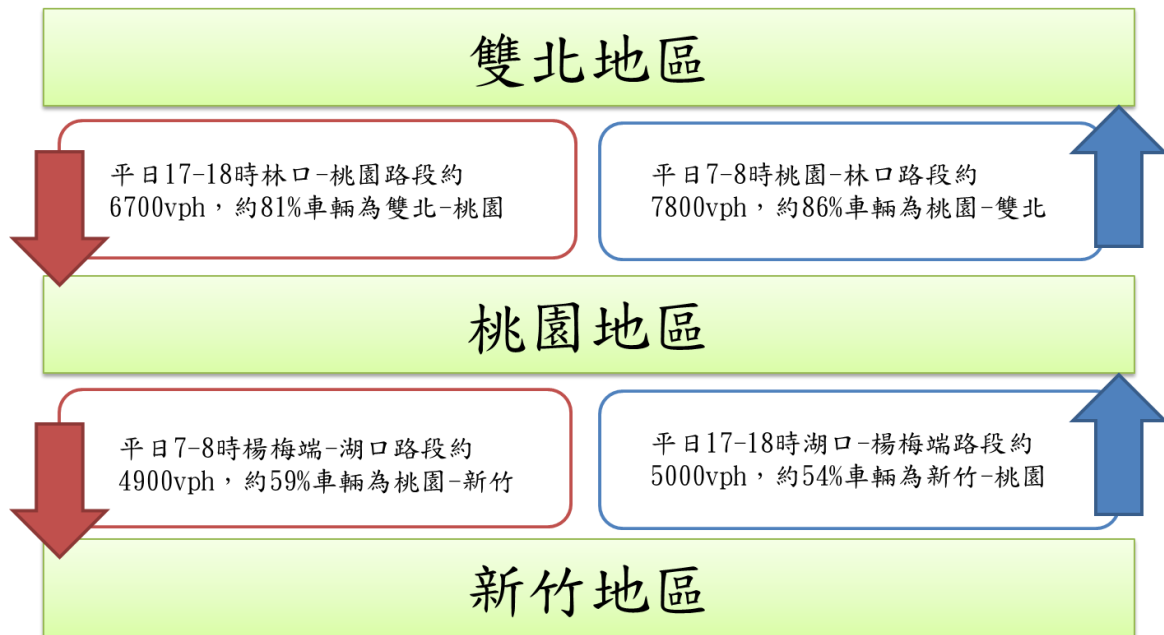 雙北地區
平日17-18時林口-桃園路段約
6700vph，約81%車輛為雙北-桃園
平日7-8時桃園-林口路段約
7800vph，約86%車輛為桃園-雙北
桃園地區
平日7-8時楊梅端-湖口路段約
4900vph，約59%車輛為桃園-新竹
平日17-18時湖口-楊梅端路段約
5000vph，約54%車輛為新竹-桃園
新竹地區